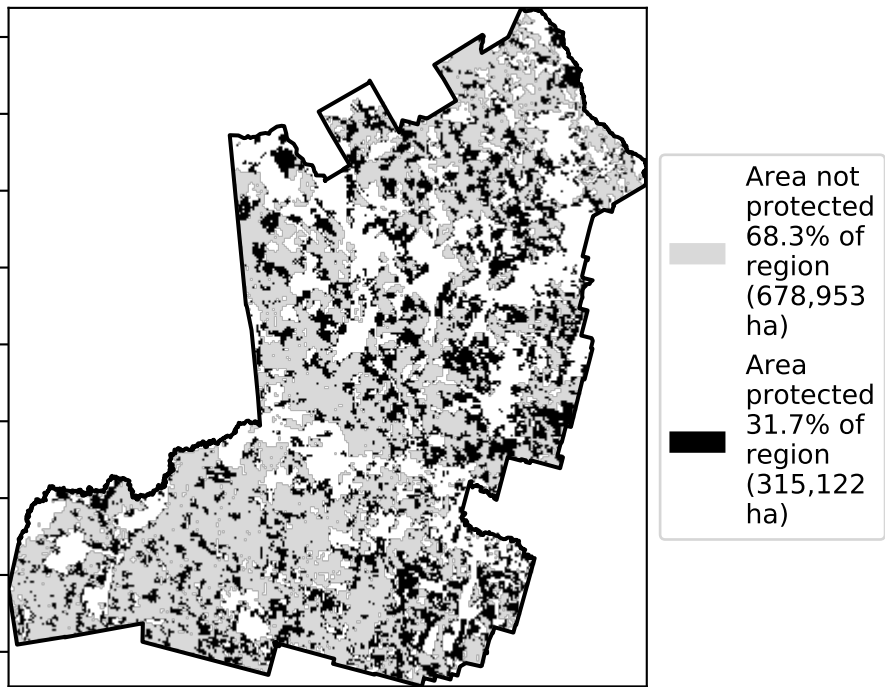 Area not
protected
68.3% of
region
(678,953
ha)
Area
protected
31.7% of
region
(315,122
ha)